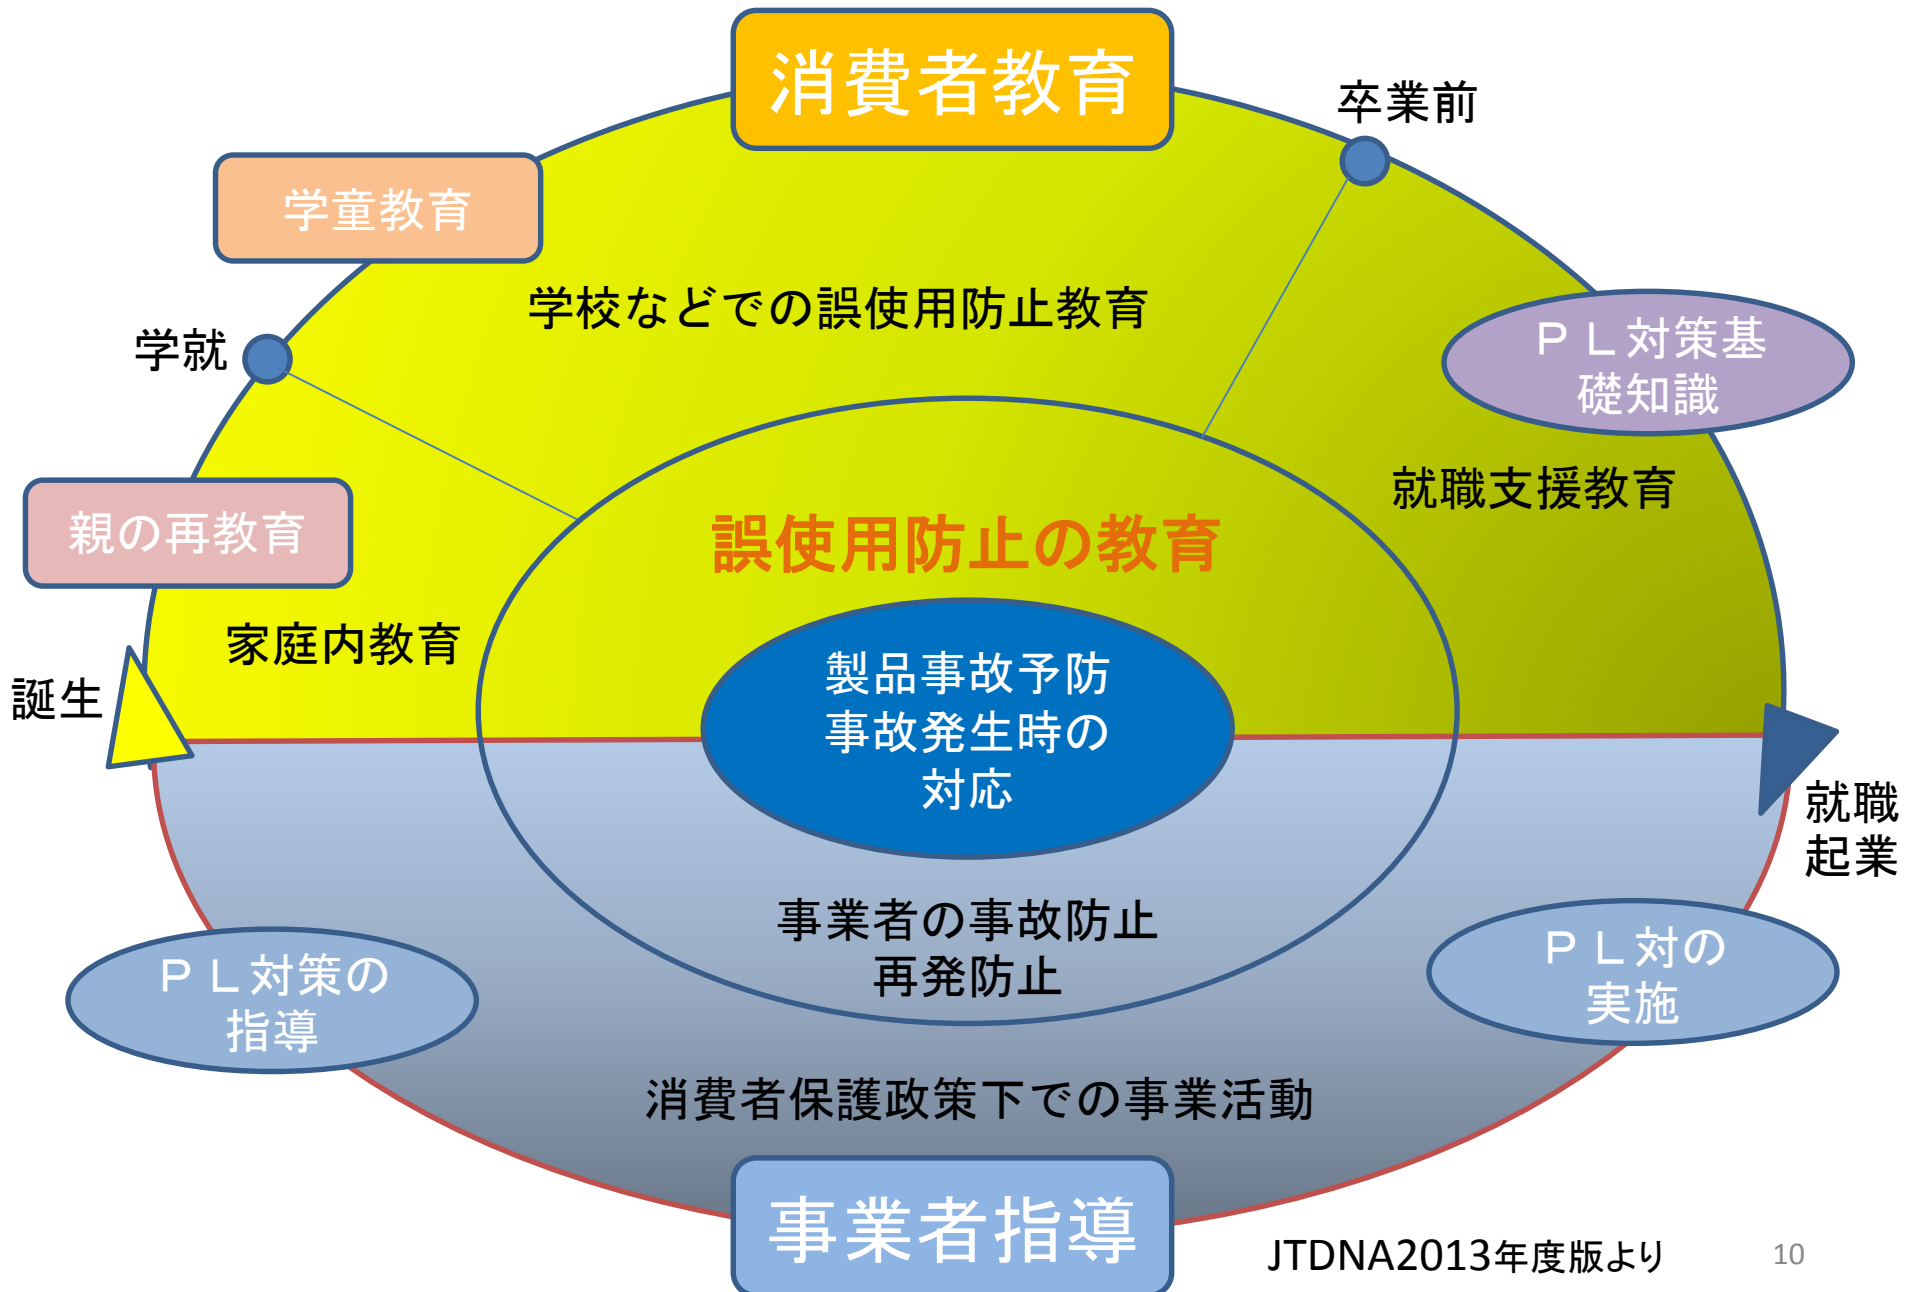 消費者教育
卒業前
学童教育
学校などでの誤使用防止教育
学就
ＰＬ対策基
礎知識
就職支援教育
親の再教育
誤使用防止の教育
家庭内教育
誕生
製品事故予防
事故発生時の
対応
就職
起業
事業者の事故防止
再発防止
ＰＬ対策の
指導
ＰＬ対の
実施
消費者保護政策下での事業活動
事業者指導
JTDNA2013年度版より
10